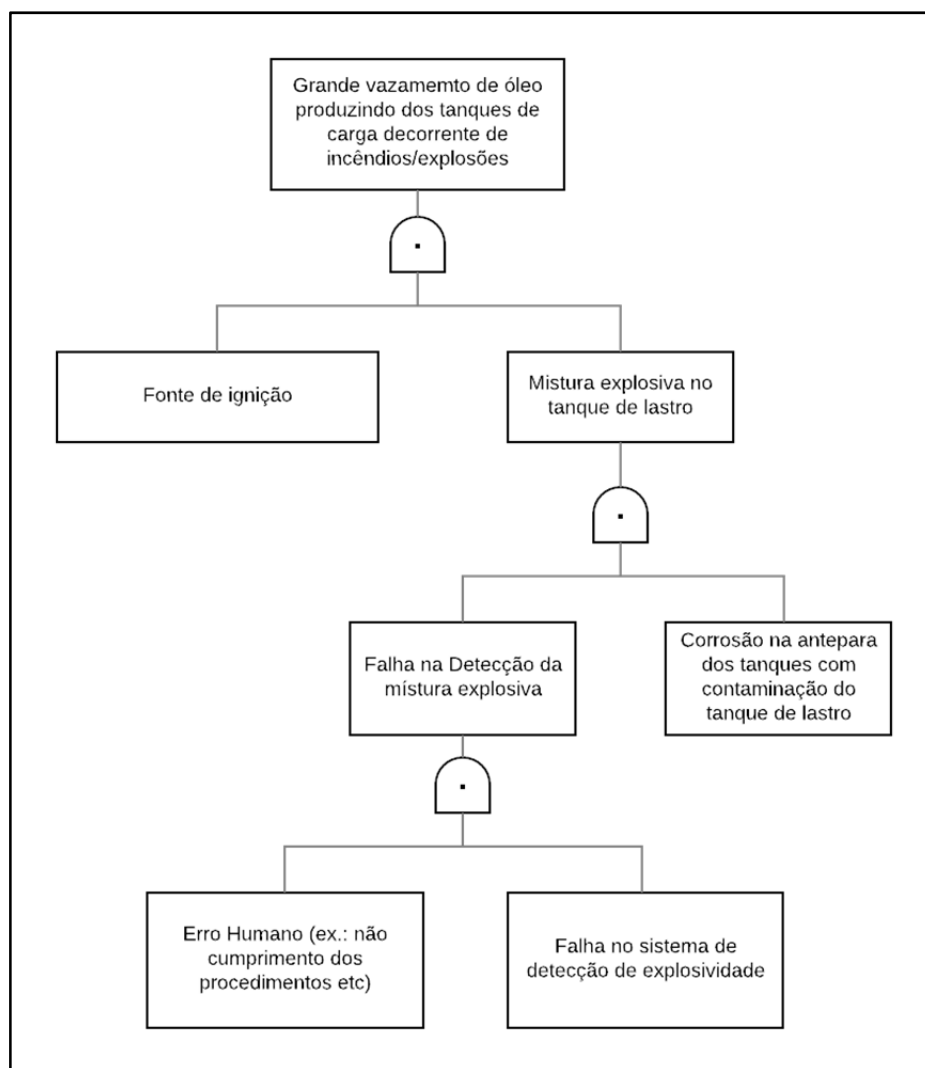 Grande vazamemto de óleo
produzindo dos tanques de
carga decorrente de
incêndios/explosões
Fonte de ignição
Mistura explosiva no
tanque de lastro
Falha na Detecção da
místura explosiva
Corrosão na antepara
dos tanques com
contaminação do
tanque de lastro
Erro Humano (ex.: não
cumprimento dos
procedimentos etc)
Falha no sistema de
detecção de explosividade